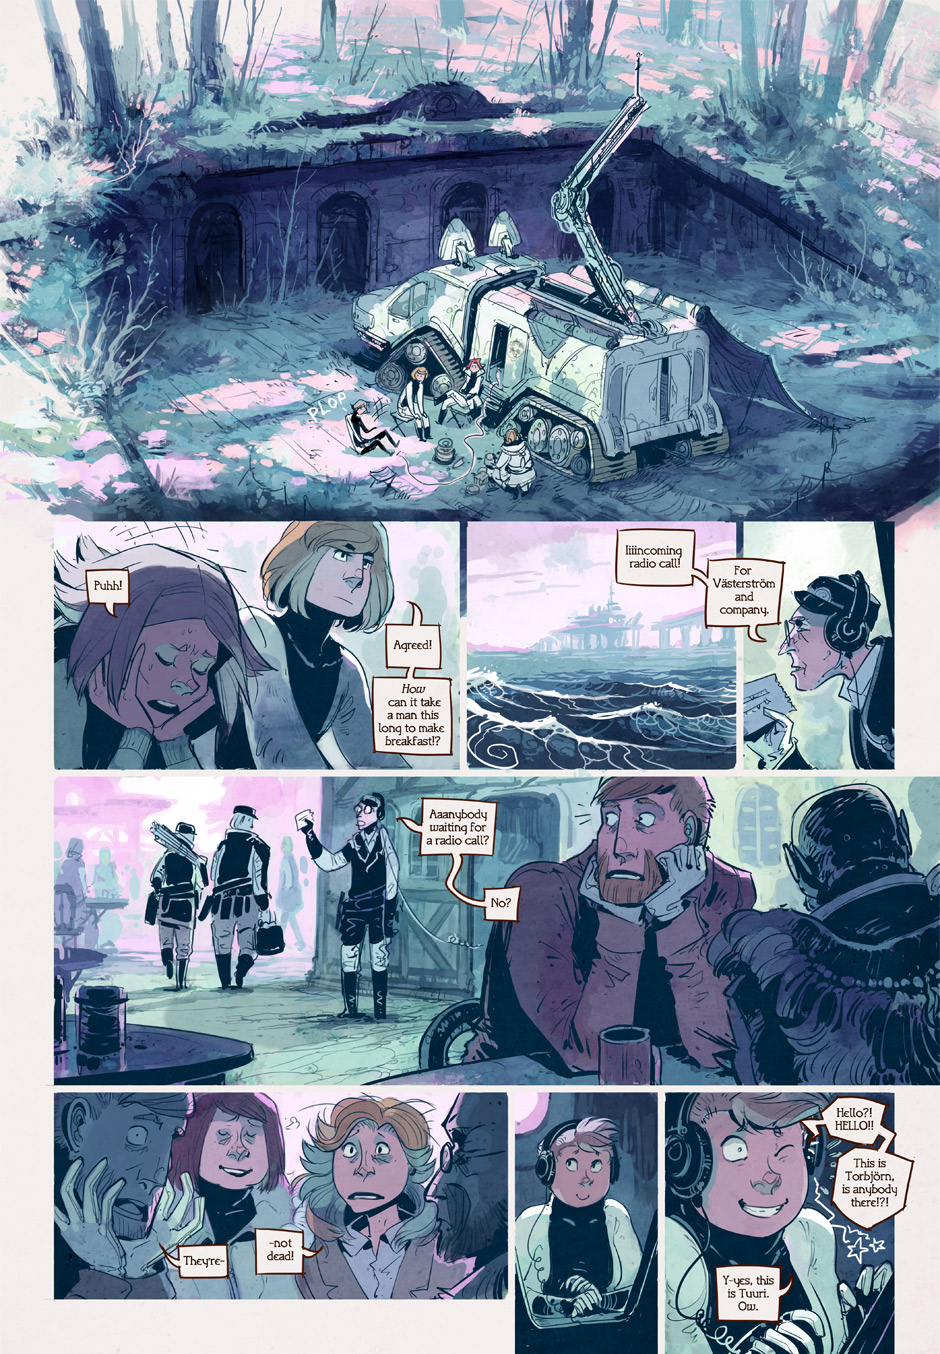 PLOP
Puhh!
Agreed!
How
can it take
a man this
long to make
breakfast!?
Iiiincoming
radio call!
For
Västerström
and
company.
Aaanybody
waiting for
a radio call?
No?
They're-
-not
dead!
Hello?!
HELLO!!
This is
Torbjörn,
is anybody
there!?!
Y-yes, this
is Tuuri.
Ow.